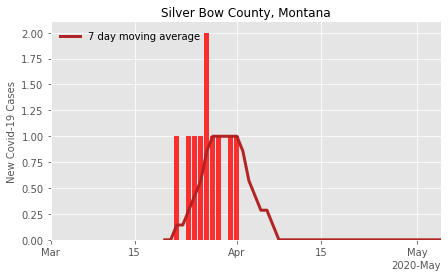 Silver Bow County, Montana
7 day moving average
New Covid-19 Cases
2.00
1.75
1.50
1.25
1.00
0.75
0.50
0.25
0.00
Mar
15
Apr
15
May
2020-May